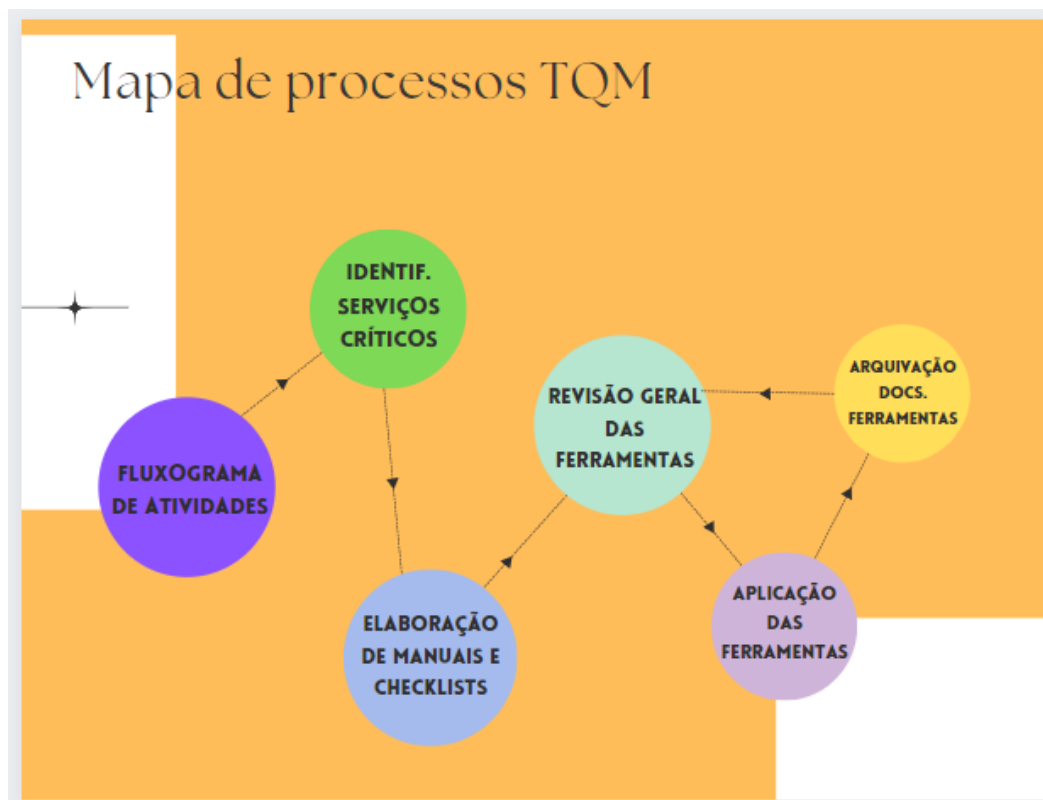 Mapa de processos TQM
FLUXOGRAMA
DE ATIVIDADES
IDENTIF.
SERVIÇOS
CRÍTICOS
ELABORAÇÃO
DE MANUAIS E
CHECKLISTS
REVISÃO GERAL
DAS
FERRAMENTAS
APLICAÇÃO
DAS
FERRAMENTAS
ARQUIVAÇÃO
DOCS.
FERRAMENTAS